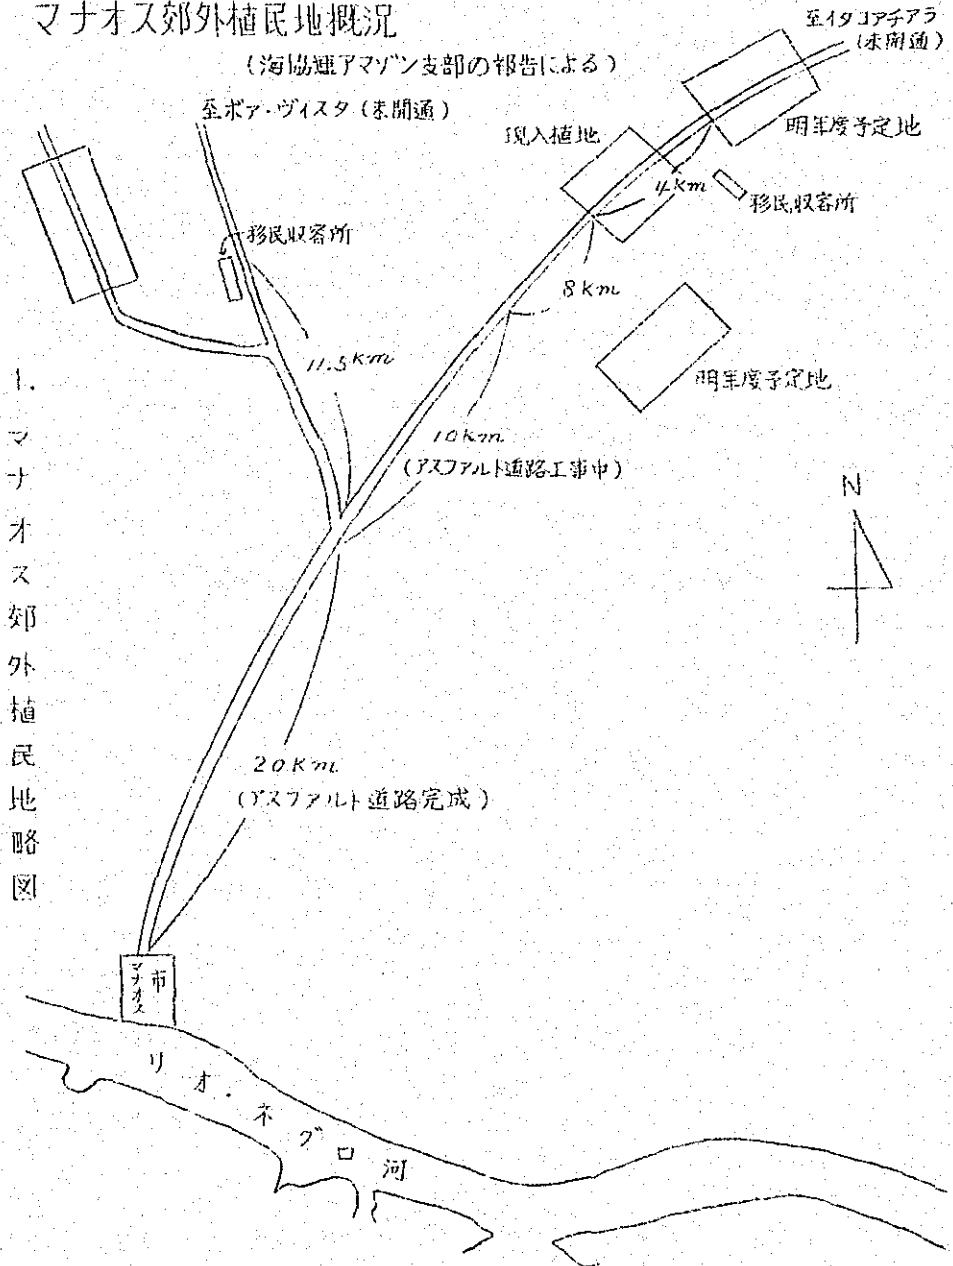 マナオス郊外植民地概況
(海協連アマゾン支部の報告による)
至イタコアチアラ
(未開通)
至ボア・ヴィスタ(未開通)
現入植地
明年度予定地
4km
移民収容所
移民収容所
8km
11.5km
明年度予定地
10km
(アスファルト道路工事中)
N
1.マナオス郊外植民地略図
20Km
(アスファルト道路完成)
マナオス市
リオ・ネグロ河